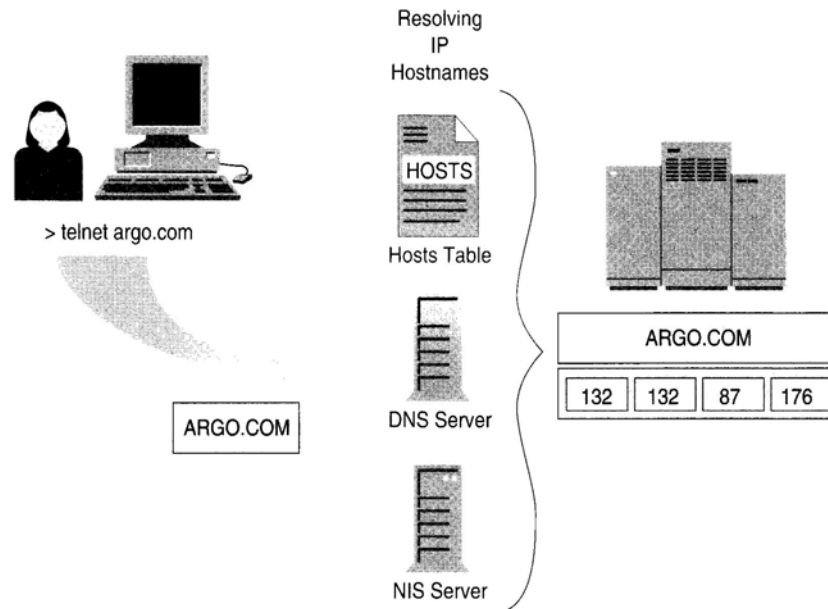 Resolving
IP
Hostnames
HOSTS
> telnet argo.com
Hosts Table
ARGO.COM
132 132 87 176
ARGO.COM
DNS Server
NIS Server